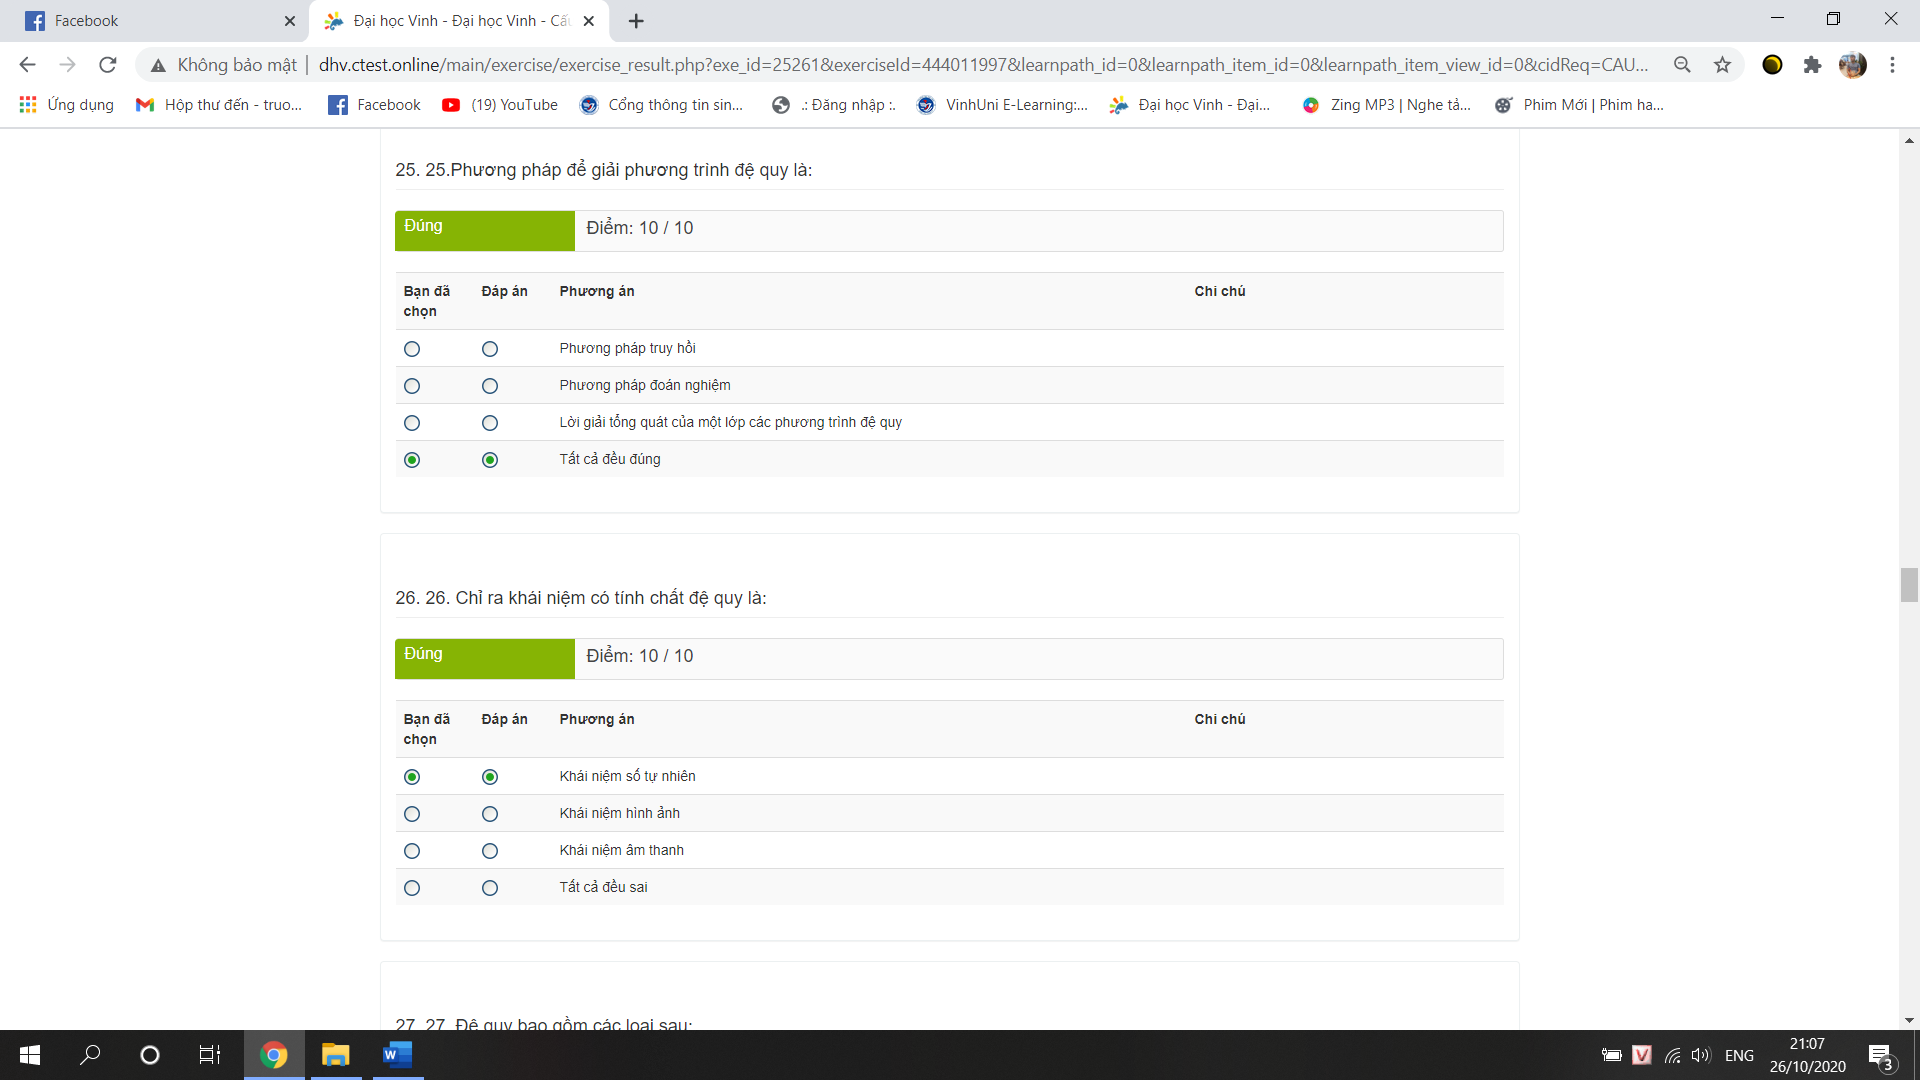 Facebook
Đại học Vinh - Đại học Vinh - Cấu
Không bảo mật
dhv.ctest.online/main/exercise/exercise_result.php?exe_id=25261&exerciseId=444011997&learnpath_id=0&learnpath_item_id=0&learnpath_item_view_id=0&cidReq=CAU...
Ứng dụng
Hộp thư đến - truo...
Facebook
(19) YouTube
Cổng thông tin sin...
.: Đăng nhập :.
VinhUni E-Learning:...
Đại học Vinh - Đại...
Zing MP3 | Nghe tả...
Phim Mới | Phim ha...
25. 25.Phương pháp để giải phương trình đệ quy là:
Đúng
Điểm: 10 / 10
Bạn đã chọn
Đáp án
Phương án
Chi chú
Phương pháp truy hồi
Phương pháp đoán nghiệm
Lời giải tổng quát của một lớp các phương trình đệ quy
Tất cả đều đúng
26. 26. Chỉ ra khái niệm có tính chất đệ quy là:
Đúng
Điểm: 10 / 10
Bạn đã chọn
Đáp án
Phương án
Chi chú
Khái niệm số tự nhiên
Khái niệm hình ảnh
Khái niệm âm thanh
Tất cả đều sai
27. 27. Đệ quy bao gồm các loại sau:
ENG
21:07
26/10/2020
3